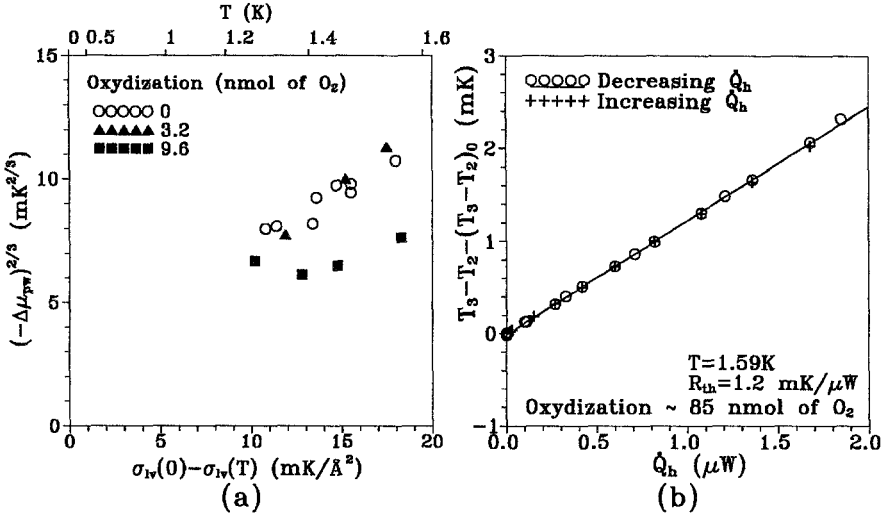 T (K)
0 0.5 1 1.2 1.4 1.6
15
10
5
0
(−Δμ_pw)^2/3 (mK^2/3)
Oxydization (nmol of O₂)
0
3.2
9.6
0 5 10 15 20
σ_lv(0)−σ_lv(T) (mK/Å²)
(a)
3
2
1
0
−1
T₃−T₂−(T₃−T₂)₀ (mK)
Decreasing Q̇_h
Increasing Q̇_h
T=1.59K
R_th=1.2 mK/μW
Oxydization ~ 85 nmol of O₂
0.0 0.5 1.0 1.5 2.0
Q̇_h (μW)
(b)